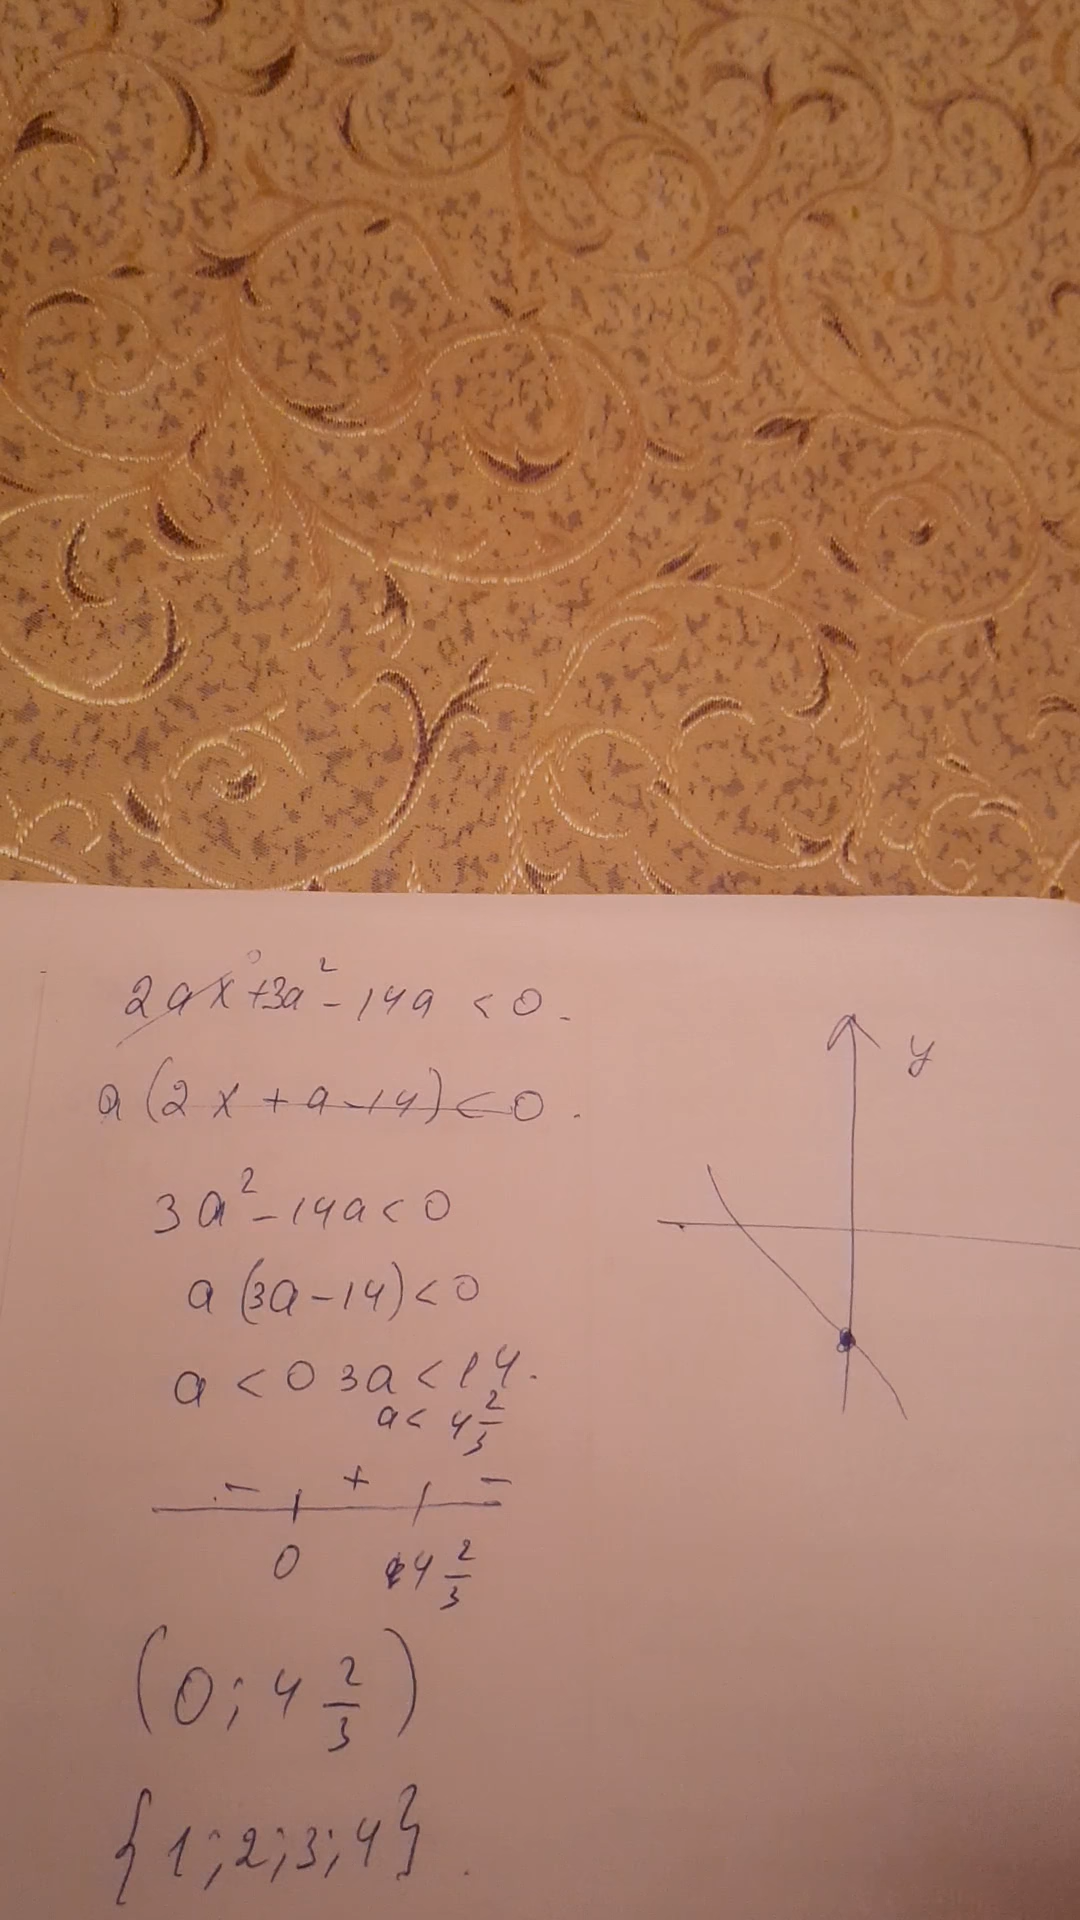 2ax⁰+3a²-14a < 0.
a(2x+a-14)<0.
3a²-14a<0
a(3a-14)<0
a<0 3a<14.
a< 4 2/3
- + -
0 4 2/3
(0; 4 2/3)
{1;2;3;4}.
y